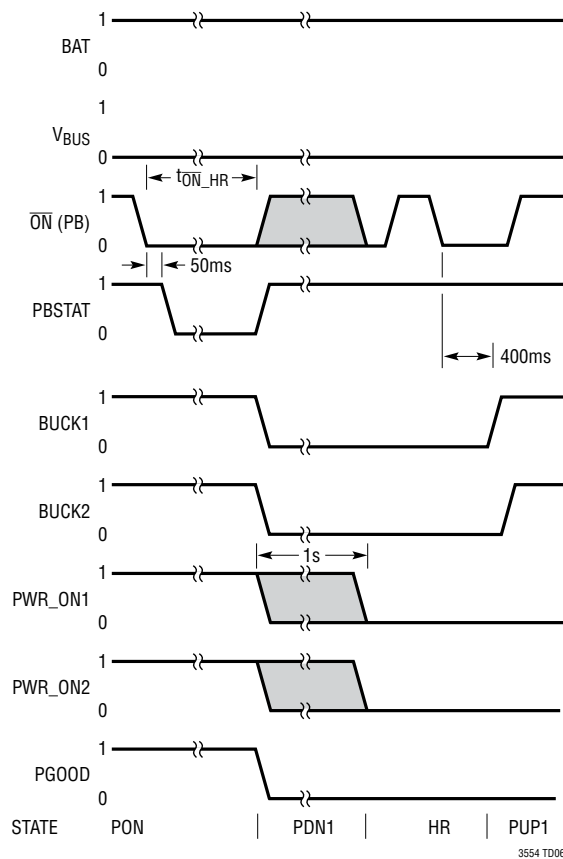 1
BAT
0
1
VBUS
0
tON_HR
1
ON (PB)
0
50ms
1
PBSTAT
0
400ms
1
BUCK1
0
1
BUCK2
0
1s
1
PWR_ON1
0
1
PWR_ON2
0
1
PGOOD
0
STATE PON PDN1 HR PUP1
3554 TD06